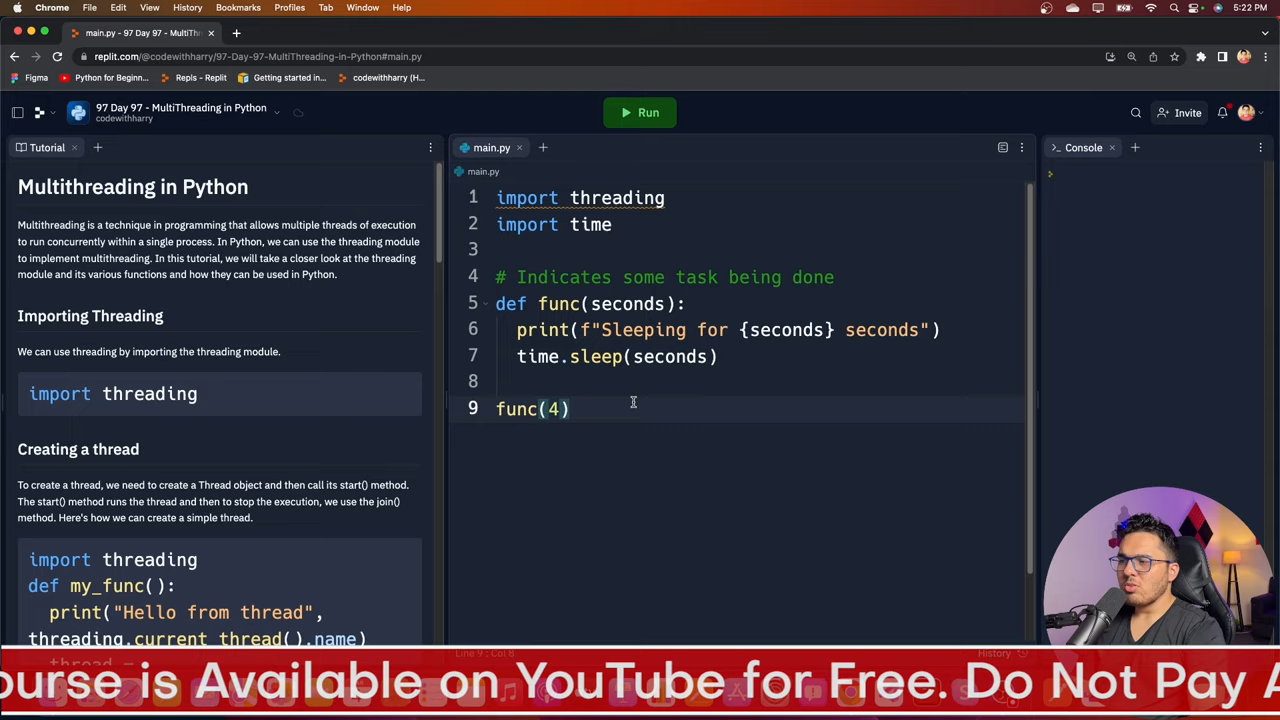 Chrome File Edit View History Bookmarks Profiles Tab Window Help 5:22 PM
main.py - 97 Day 97 - MultiTh
replit.com/@codewithharry/97-Day-97-MultiThreading-in-Python#main.py
Figma Python for Beginn... Repls - Replit Getting started in... codewithharry (H...
97 Day 97 - MultiThreading in Python
codewithharry
Run
Invite
Tutorial
main.py
Console
main.py
Multithreading in Python
Multithreading is a technique in programming that allows multiple threads of execution
to run concurrently within a single process. In Python, we can use the threading module
to implement multithreading. In this tutorial, we will take a closer look at the threading
module and its various functions and how they can be used in Python.
Importing Threading
We can use threading by importing the threading module.
import threading
Creating a thread
To create a thread, we need to create a Thread object and then call its start() method.
The start() method runs the thread and then to stop the execution, we use the join()
method. Here's how we can create a simple thread.
import threading
def my_func():
print("Hello from thread",
threading.current_thread().name)
thread =
1 import threading
2 import time
3
4 # Indicates some task being done
5 def func(seconds):
6 print(f"Sleeping for {seconds} seconds")
7 time.sleep(seconds)
8
9 func(4)
Line 9 : Col 8
History
ourse is Available on YouTube for Free. Do Not Pay A